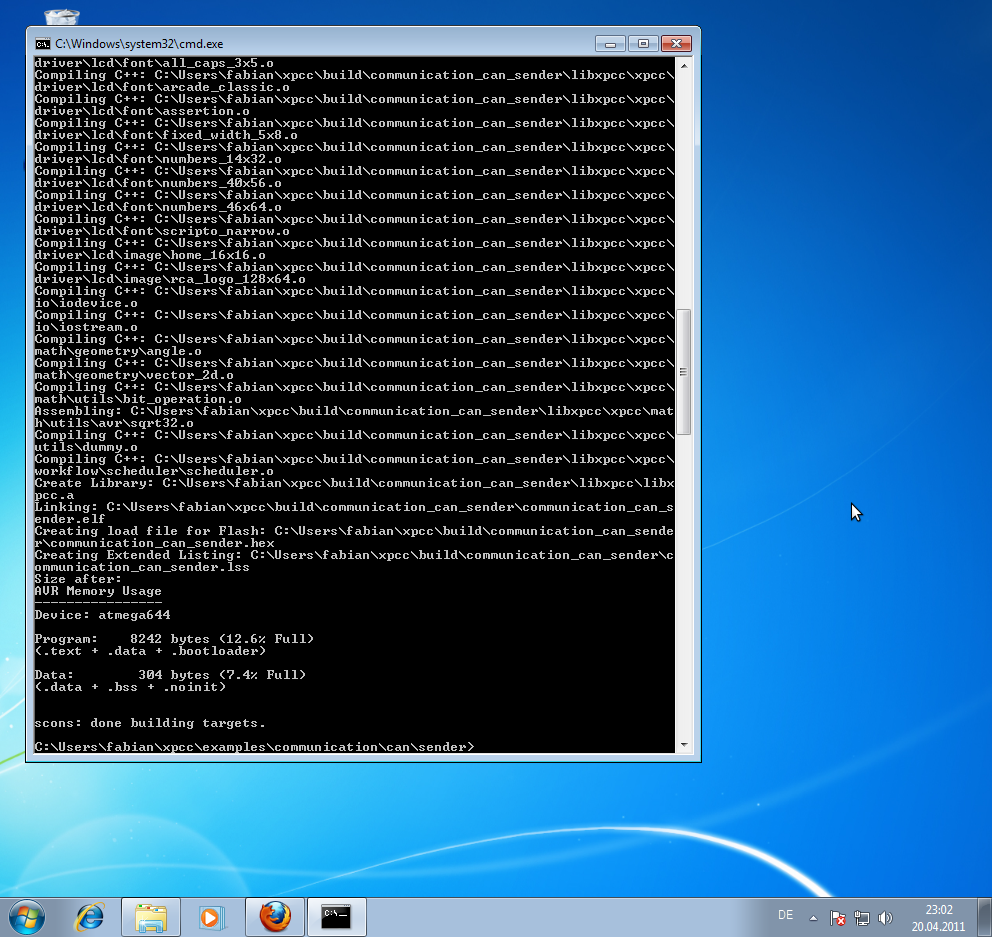 C:\Windows\system32\cmd.exe
driver\lcd\font\all_caps_3x5.o
Compiling C++: C:\Users\fabian\xpcc\build\communication_can_sender\libxpcc\xpcc\
driver\lcd\font\arcade_classic.o
Compiling C++: C:\Users\fabian\xpcc\build\communication_can_sender\libxpcc\xpcc\
driver\lcd\font\assertion.o
Compiling C++: C:\Users\fabian\xpcc\build\communication_can_sender\libxpcc\xpcc\
driver\lcd\font\fixed_width_5x8.o
Compiling C++: C:\Users\fabian\xpcc\build\communication_can_sender\libxpcc\xpcc\
driver\lcd\font\numbers_14x32.o
Compiling C++: C:\Users\fabian\xpcc\build\communication_can_sender\libxpcc\xpcc\
driver\lcd\font\numbers_40x56.o
Compiling C++: C:\Users\fabian\xpcc\build\communication_can_sender\libxpcc\xpcc\
driver\lcd\font\numbers_46x64.o
Compiling C++: C:\Users\fabian\xpcc\build\communication_can_sender\libxpcc\xpcc\
driver\lcd\font\scripto_narrow.o
Compiling C++: C:\Users\fabian\xpcc\build\communication_can_sender\libxpcc\xpcc\
driver\lcd\image\home_16x16.o
Compiling C++: C:\Users\fabian\xpcc\build\communication_can_sender\libxpcc\xpcc\
driver\lcd\image\rca_logo_128x64.o
Compiling C++: C:\Users\fabian\xpcc\build\communication_can_sender\libxpcc\xpcc\
io\iodevice.o
Compiling C++: C:\Users\fabian\xpcc\build\communication_can_sender\libxpcc\xpcc\
io\iostream.o
Compiling C++: C:\Users\fabian\xpcc\build\communication_can_sender\libxpcc\xpcc\
math\geometry\angle.o
Compiling C++: C:\Users\fabian\xpcc\build\communication_can_sender\libxpcc\xpcc\
math\geometry\vector_2d.o
Compiling C++: C:\Users\fabian\xpcc\build\communication_can_sender\libxpcc\xpcc\
math\utils\bit_operation.o
Assembling: C:\Users\fabian\xpcc\build\communication_can_sender\libxpcc\xpcc\mat
h\utils\avr\sqrt32.o
Compiling C++: C:\Users\fabian\xpcc\build\communication_can_sender\libxpcc\xpcc\
utils\dummy.o
Compiling C++: C:\Users\fabian\xpcc\build\communication_can_sender\libxpcc\xpcc\
workflow\scheduler\scheduler.o
Create Library: C:\Users\fabian\xpcc\build\communication_can_sender\libxpcc\libx
pcc.a
Linking: C:\Users\fabian\xpcc\build\communication_can_sender\communication_can_s
ender.elf
Creating load file for Flash: C:\Users\fabian\xpcc\build\communication_can_sende
r\communication_can_sender.hex
Creating Extended Listing: C:\Users\fabian\xpcc\build\communication_can_sender\c
ommunication_can_sender.lss
Size after:
AVR Memory Usage
----------------
Device: atmega644
Program:    8242 bytes (12.6% Full)
(.text + .data + .bootloader)
Data:        304 bytes (7.4% Full)
(.data + .bss + .noinit)
scons: done building targets.
C:\Users\fabian\xpcc\examples\communication\can\sender>
DE
23:02
20.04.2011